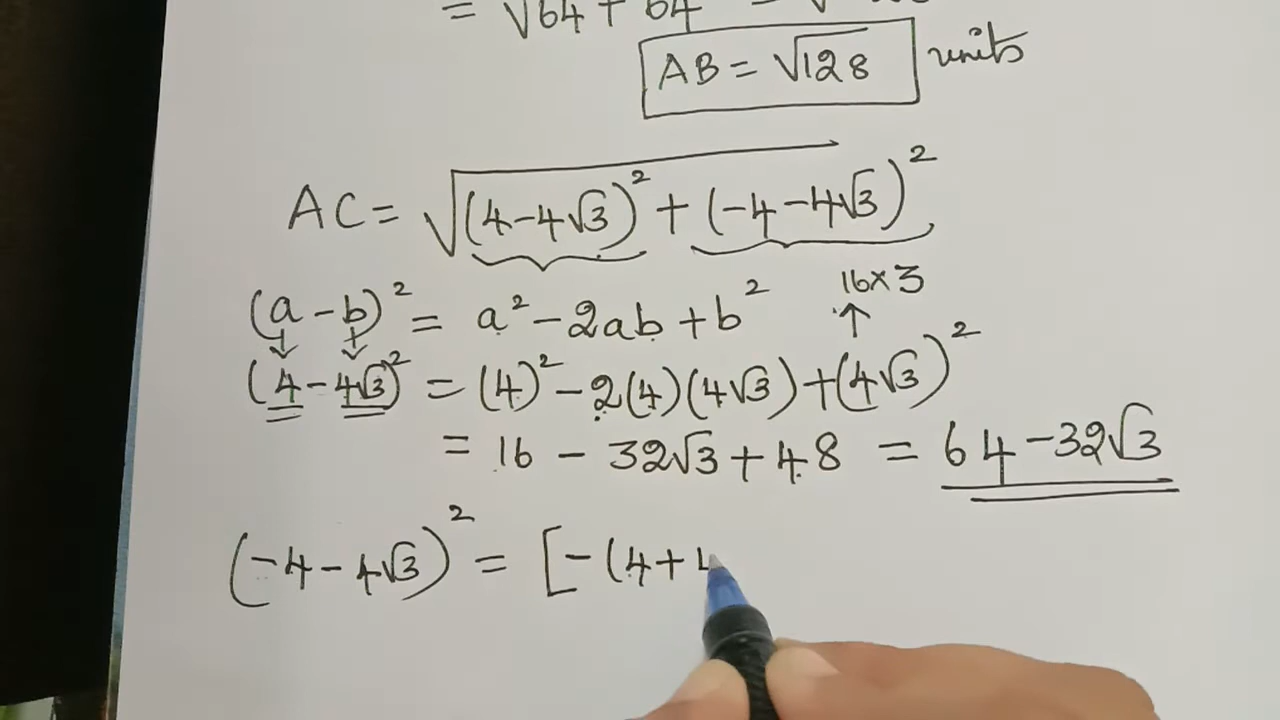 = √64 + 64 = √
AB = √128 units
AC = √(4-4√3)² + (-4-4√3)²
(a - b)² = a² - 2ab + b² 16×3
↓ ↓ ↑
(4 - 4√3)² = (4)² - 2(4)(4√3) + (4√3)²
= 16 - 32√3 + 48 = 64 - 32√3
(-4 - 4√3)² = [-(4+4